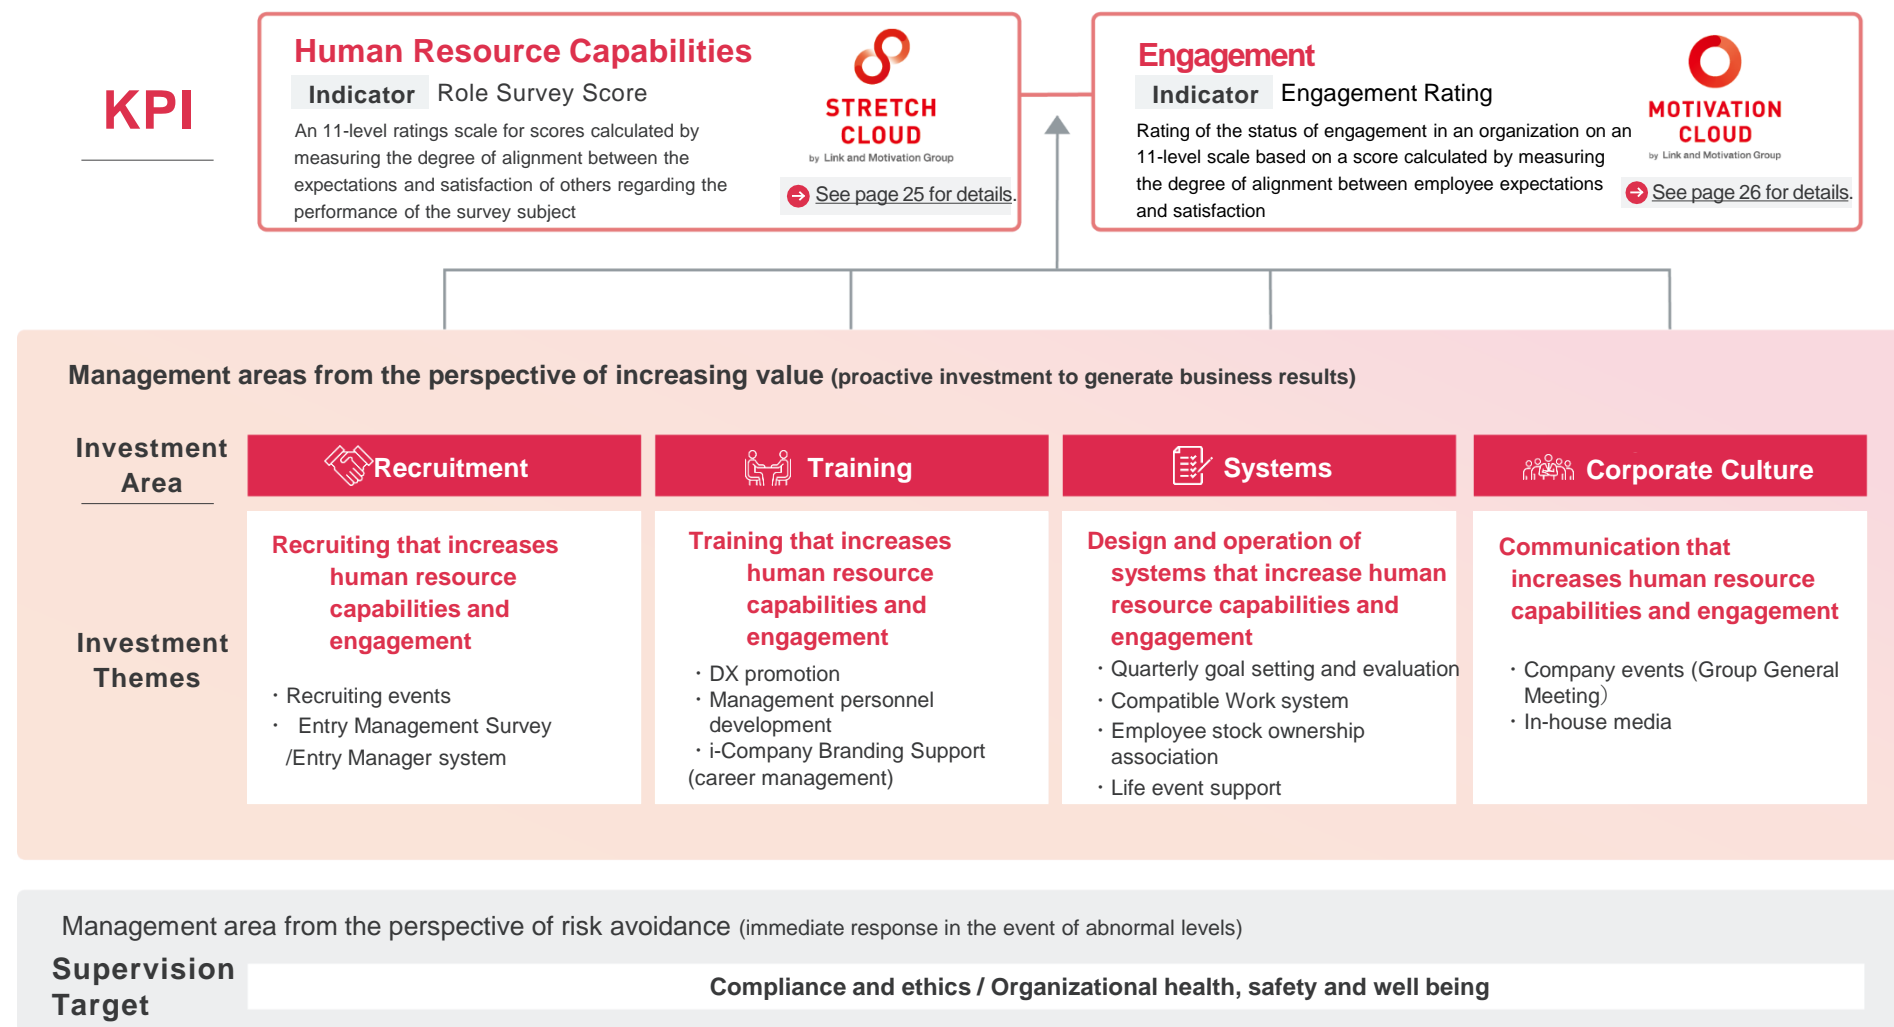 KPI
Human Resource Capabilities
Indicator Role Survey Score
An 11-level ratings scale for scores calculated by
measuring the degree of alignment between the
expectations and satisfaction of others regarding the
performance of the survey subject
STRETCH
CLOUD
by Link and Motivation Group
See page 25 for details.
Engagement
Indicator Engagement Rating
Rating of the status of engagement in an organization on an
11-level scale based on a score calculated by measuring
the degree of alignment between employee expectations
and satisfaction
MOTIVATION
CLOUD
by Link and Motivation Group
See page 26 for details.
Management areas from the perspective of increasing value (proactive investment to generate business results)
Investment
Area
Recruitment
Training
Systems
Corporate Culture
Investment
Themes
Recruiting that increases
human resource
capabilities and
engagement
・Recruiting events
・ Entry Management Survey
/Entry Manager system
Training that increases
human resource
capabilities and
engagement
・DX promotion
・Management personnel
development
・i-Company Branding Support
(career management)
Design and operation of
systems that increase human
resource capabilities and
engagement
・Quarterly goal setting and evaluation
・Compatible Work system
・Employee stock ownership
association
・Life event support
Communication that
increases human resource
capabilities and engagement
・Company events (Group General
Meeting）
・In-house media
Management area from the perspective of risk avoidance (immediate response in the event of abnormal levels)
Supervision
Target
Compliance and ethics / Organizational health, safety and well being